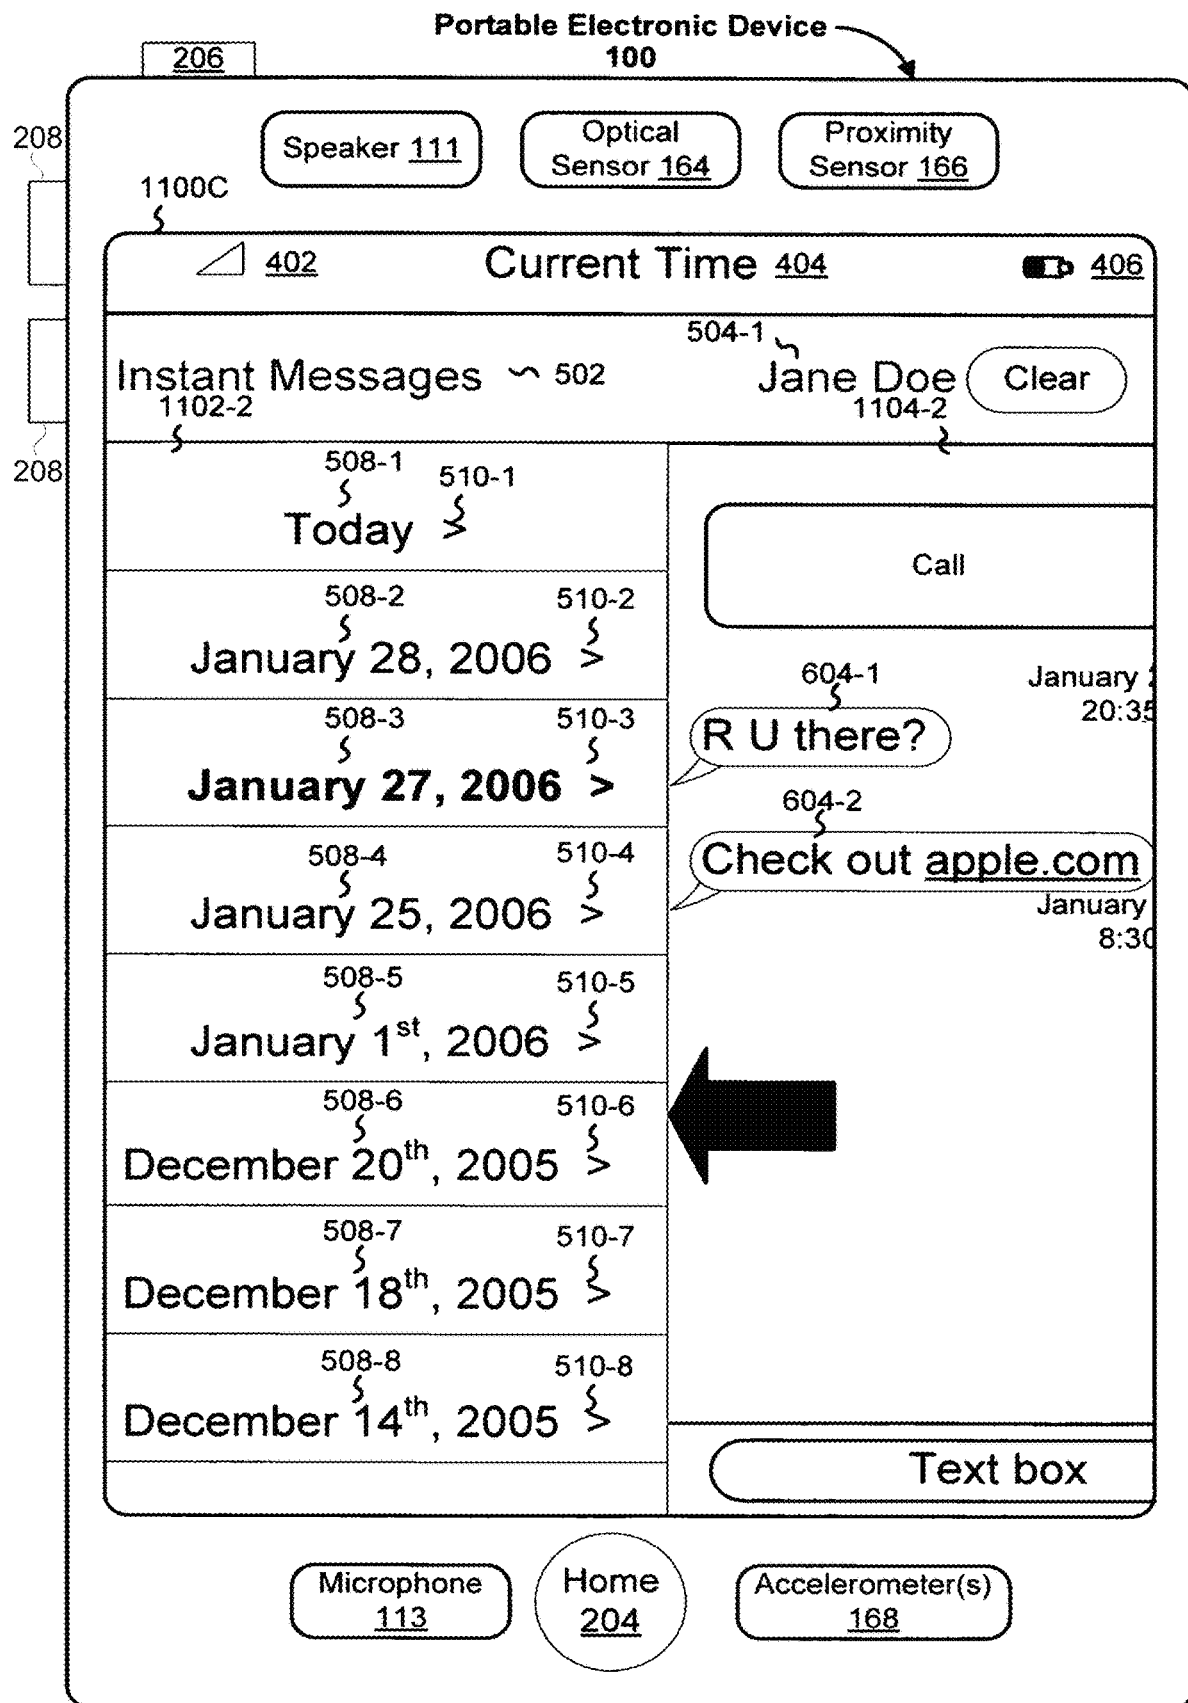 Portable Electronic Device
100
206
208
208
Speaker 111
Optical
Sensor 164
Proximity
Sensor 166
1100C
402
Current Time 404
406
Instant Messages
502
504-1
Jane Doe
Clear
1102-2
1104-2
508-1
510-1
Today >
508-2
510-2
January 28, 2006 >
508-3
510-3
January 27, 2006 >
508-4
510-4
January 25, 2006 >
508-5
510-5
January 1st, 2006 >
508-6
510-6
December 20th, 2005 >
508-7
510-7
December 18th, 2005 >
508-8
510-8
December 14th, 2005 >
Call
604-1
January
20:35
R U there?
604-2
Check out apple.com
January
8:30
Text box
Microphone
113
Home
204
Accelerometer(s)
168